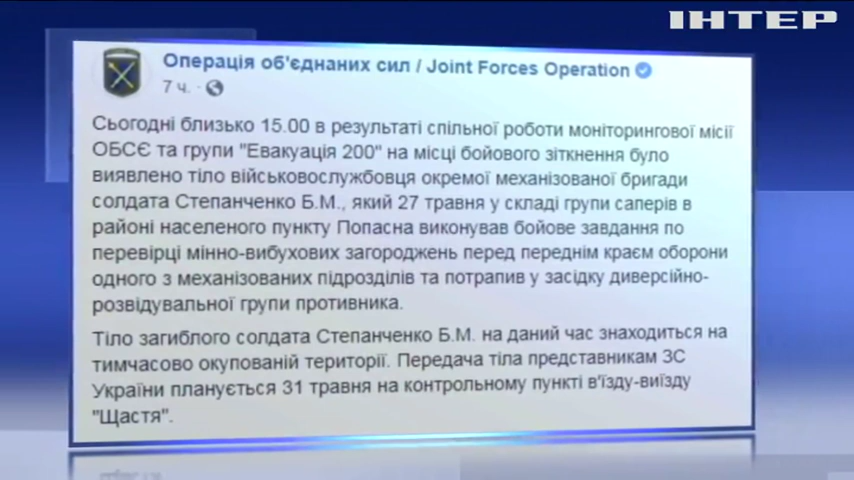 ІНТЕР
Операція об'єднаних сил / Joint Forces Operation
7 ч. ·
Сьогодні близько 15.00 в результаті спільної роботи моніторингової місії
ОБСЄ та групи "Евакуація 200" на місці бойового зіткнення було
виявлено тіло військовослужбовця окремої механізованої бригади
солдата Степанченко Б.М., який 27 травня у складі групи саперів в
районі населеного пункту Попасна виконував бойове завдання по
перевірці мінно-вибухових загороджень перед переднім краєм оборони
одного з механізованих підрозділів та потрапив у засідку диверсійно-
розвідувальної групи противника.
Тіло загиблого солдата Степанченко Б.М. на даний час знаходиться на
тимчасово окупованій території. Передача тіла представникам ЗС
України планується 31 травня на контрольному пункті в'їзду-виїзду
"Щастя".